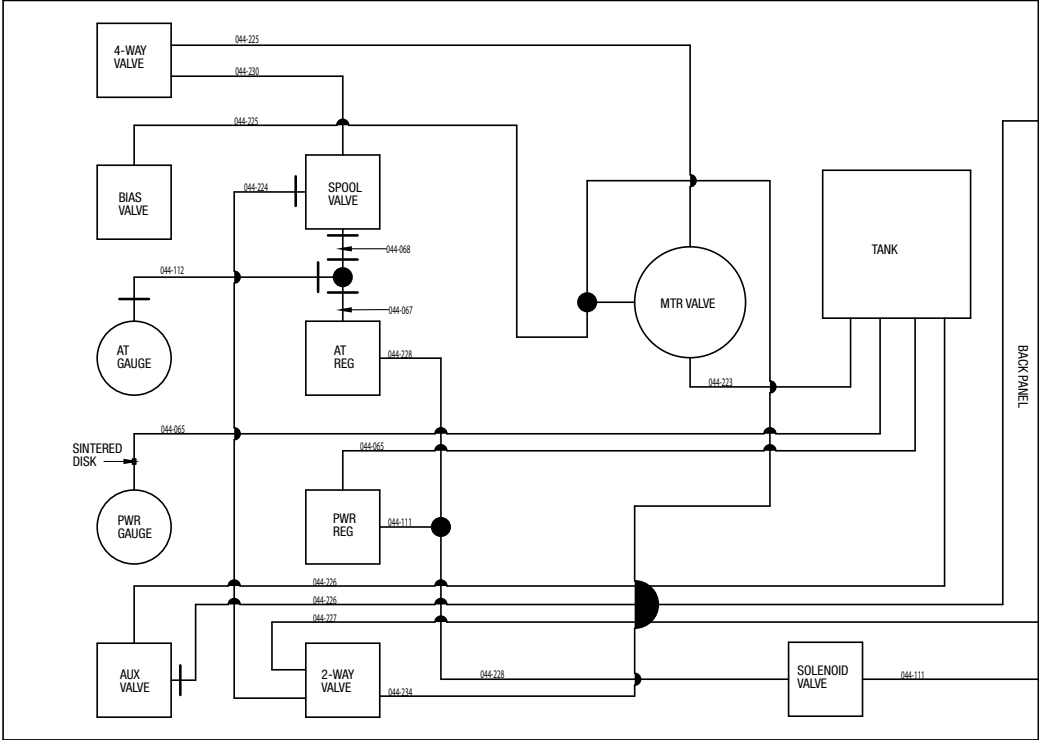 4-WAY
VALVE
044-225
044-230
044-225
BIAS
VALVE
044-224
SPOOL
VALVE
044-068
044-112
044-067
AT
GAUGE
AT
REG
044-228
MTR VALVE
044-223
TANK
BACK PANEL
044-065
SINTERED
DISK
044-065
PWR
GAUGE
PWR
REG
044-111
044-226
044-226
044-227
AUX
VALVE
2-WAY
VALVE
044-234
044-228
SOLENOID
VALVE
044-111